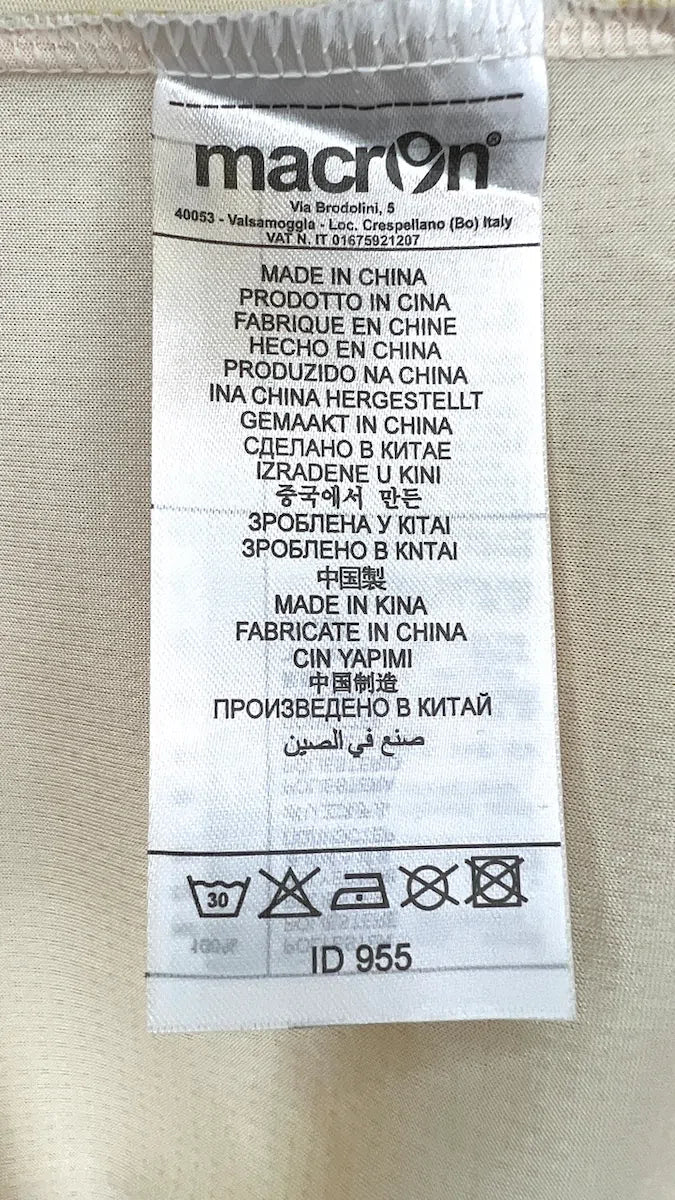 macron®
Via Brodolini, 5
40053 - Valsamoggia - Loc. Crespellano (Bo) Italy
VAT N. IT 01675921207
MADE IN CHINA
PRODOTTO IN CINA
FABRIQUE EN CHINE
HECHO EN CHINA
PRODUZIDO NA CHINA
INA CHINA HERGESTELLT
GEMAAKT IN CHINA
СДЕЛАНО В КИТАЕ
IZRADENE U KINI
중국에서 만든
ЗРОБЛЕНА У КІТАІ
ЗРОБЛЕНО В KNTAI
中国製
MADE IN KINA
FABRICATE IN CHINA
CIN YAPIMI
中国制造
ПРОИЗВЕДЕНО В КИТАЙ
صنع في الصين
30
ID 955